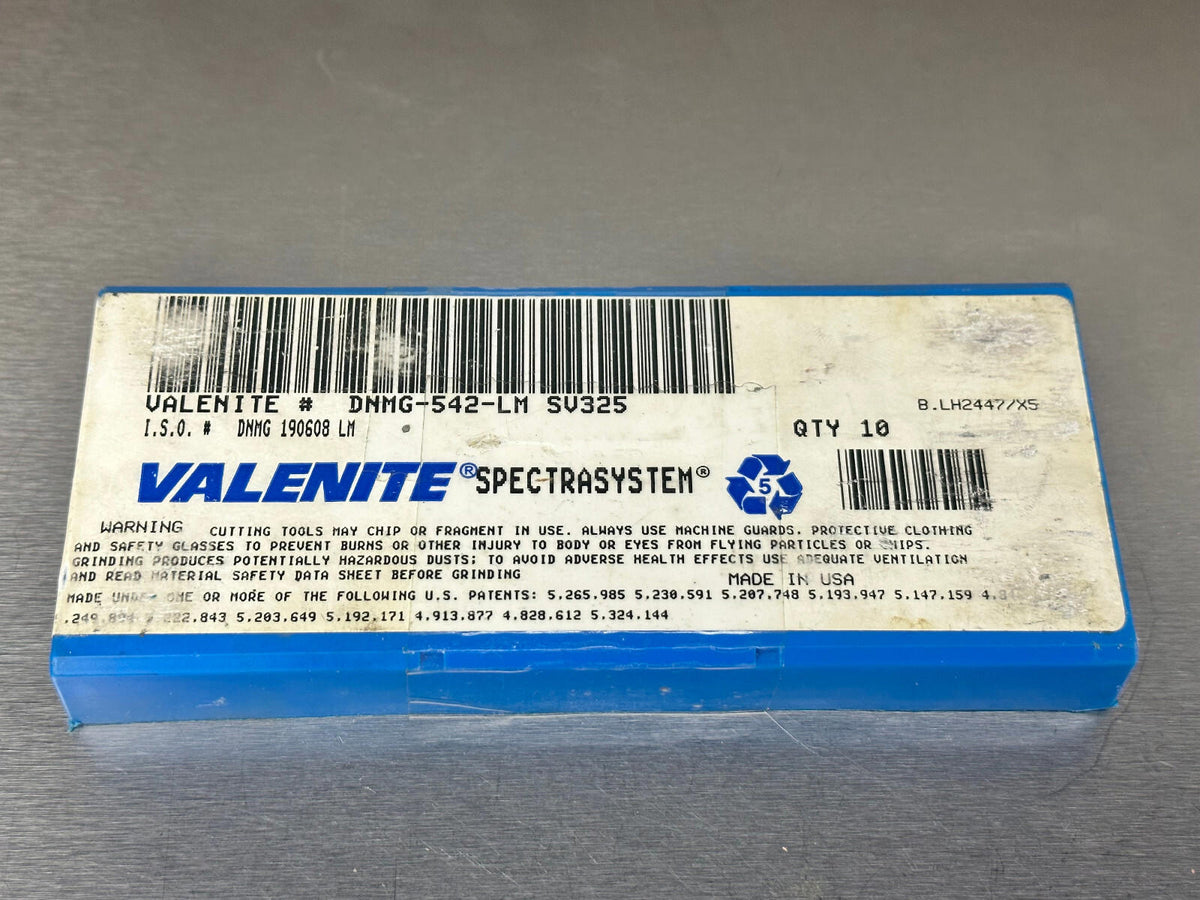 VALENITE # DNMG-542-LM SV325
B.LH2447/X5
I.S.O. # DNMG 190608 LM
QTY 10
VALENITE® SPECTRASYSTEM®
5
WARNING CUTTING TOOLS MAY CHIP OR FRAGMENT IN USE. ALWAYS USE MACHINE GUARDS. PROTECTIVE CLOTHING
AND SAFETY GLASSES TO PREVENT BURNS OR OTHER INJURY TO BODY OR EYES FROM FLYING PARTICLES OR CHIPS.
GRINDING PRODUCES POTENTIALLY HAZARDOUS DUSTS; TO AVOID ADVERSE HEALTH EFFECTS USE ADEQUATE VENTILATION
AND READ MATERIAL SAFETY DATA SHEET BEFORE GRINDING
MADE IN USA
MADE UNDER ONE OR MORE OF THE FOLLOWING U.S. PATENTS: 5.265.985 5.230.591 5.207.748 5.193.947 5.147.159
5.203.649 5.192.171 4.913.877 4.828.612 5.324.144